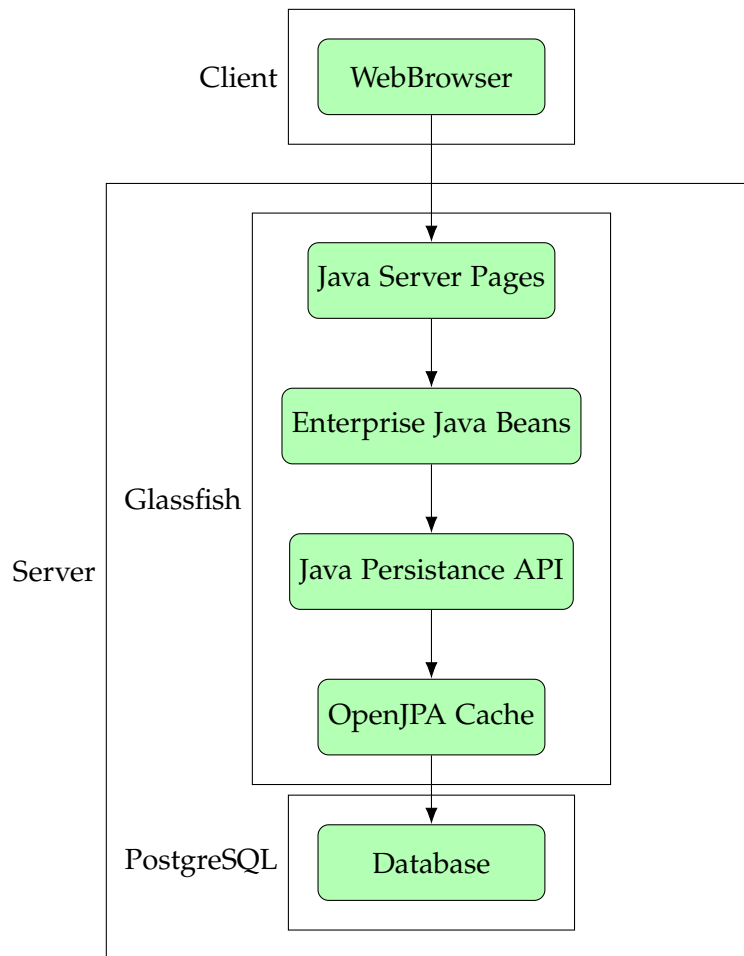 Client
WebBrowser
Java Server Pages
Enterprise Java Beans
Glassfish
Java Persistance API
Server
OpenJPA Cache
PostgreSQL
Database